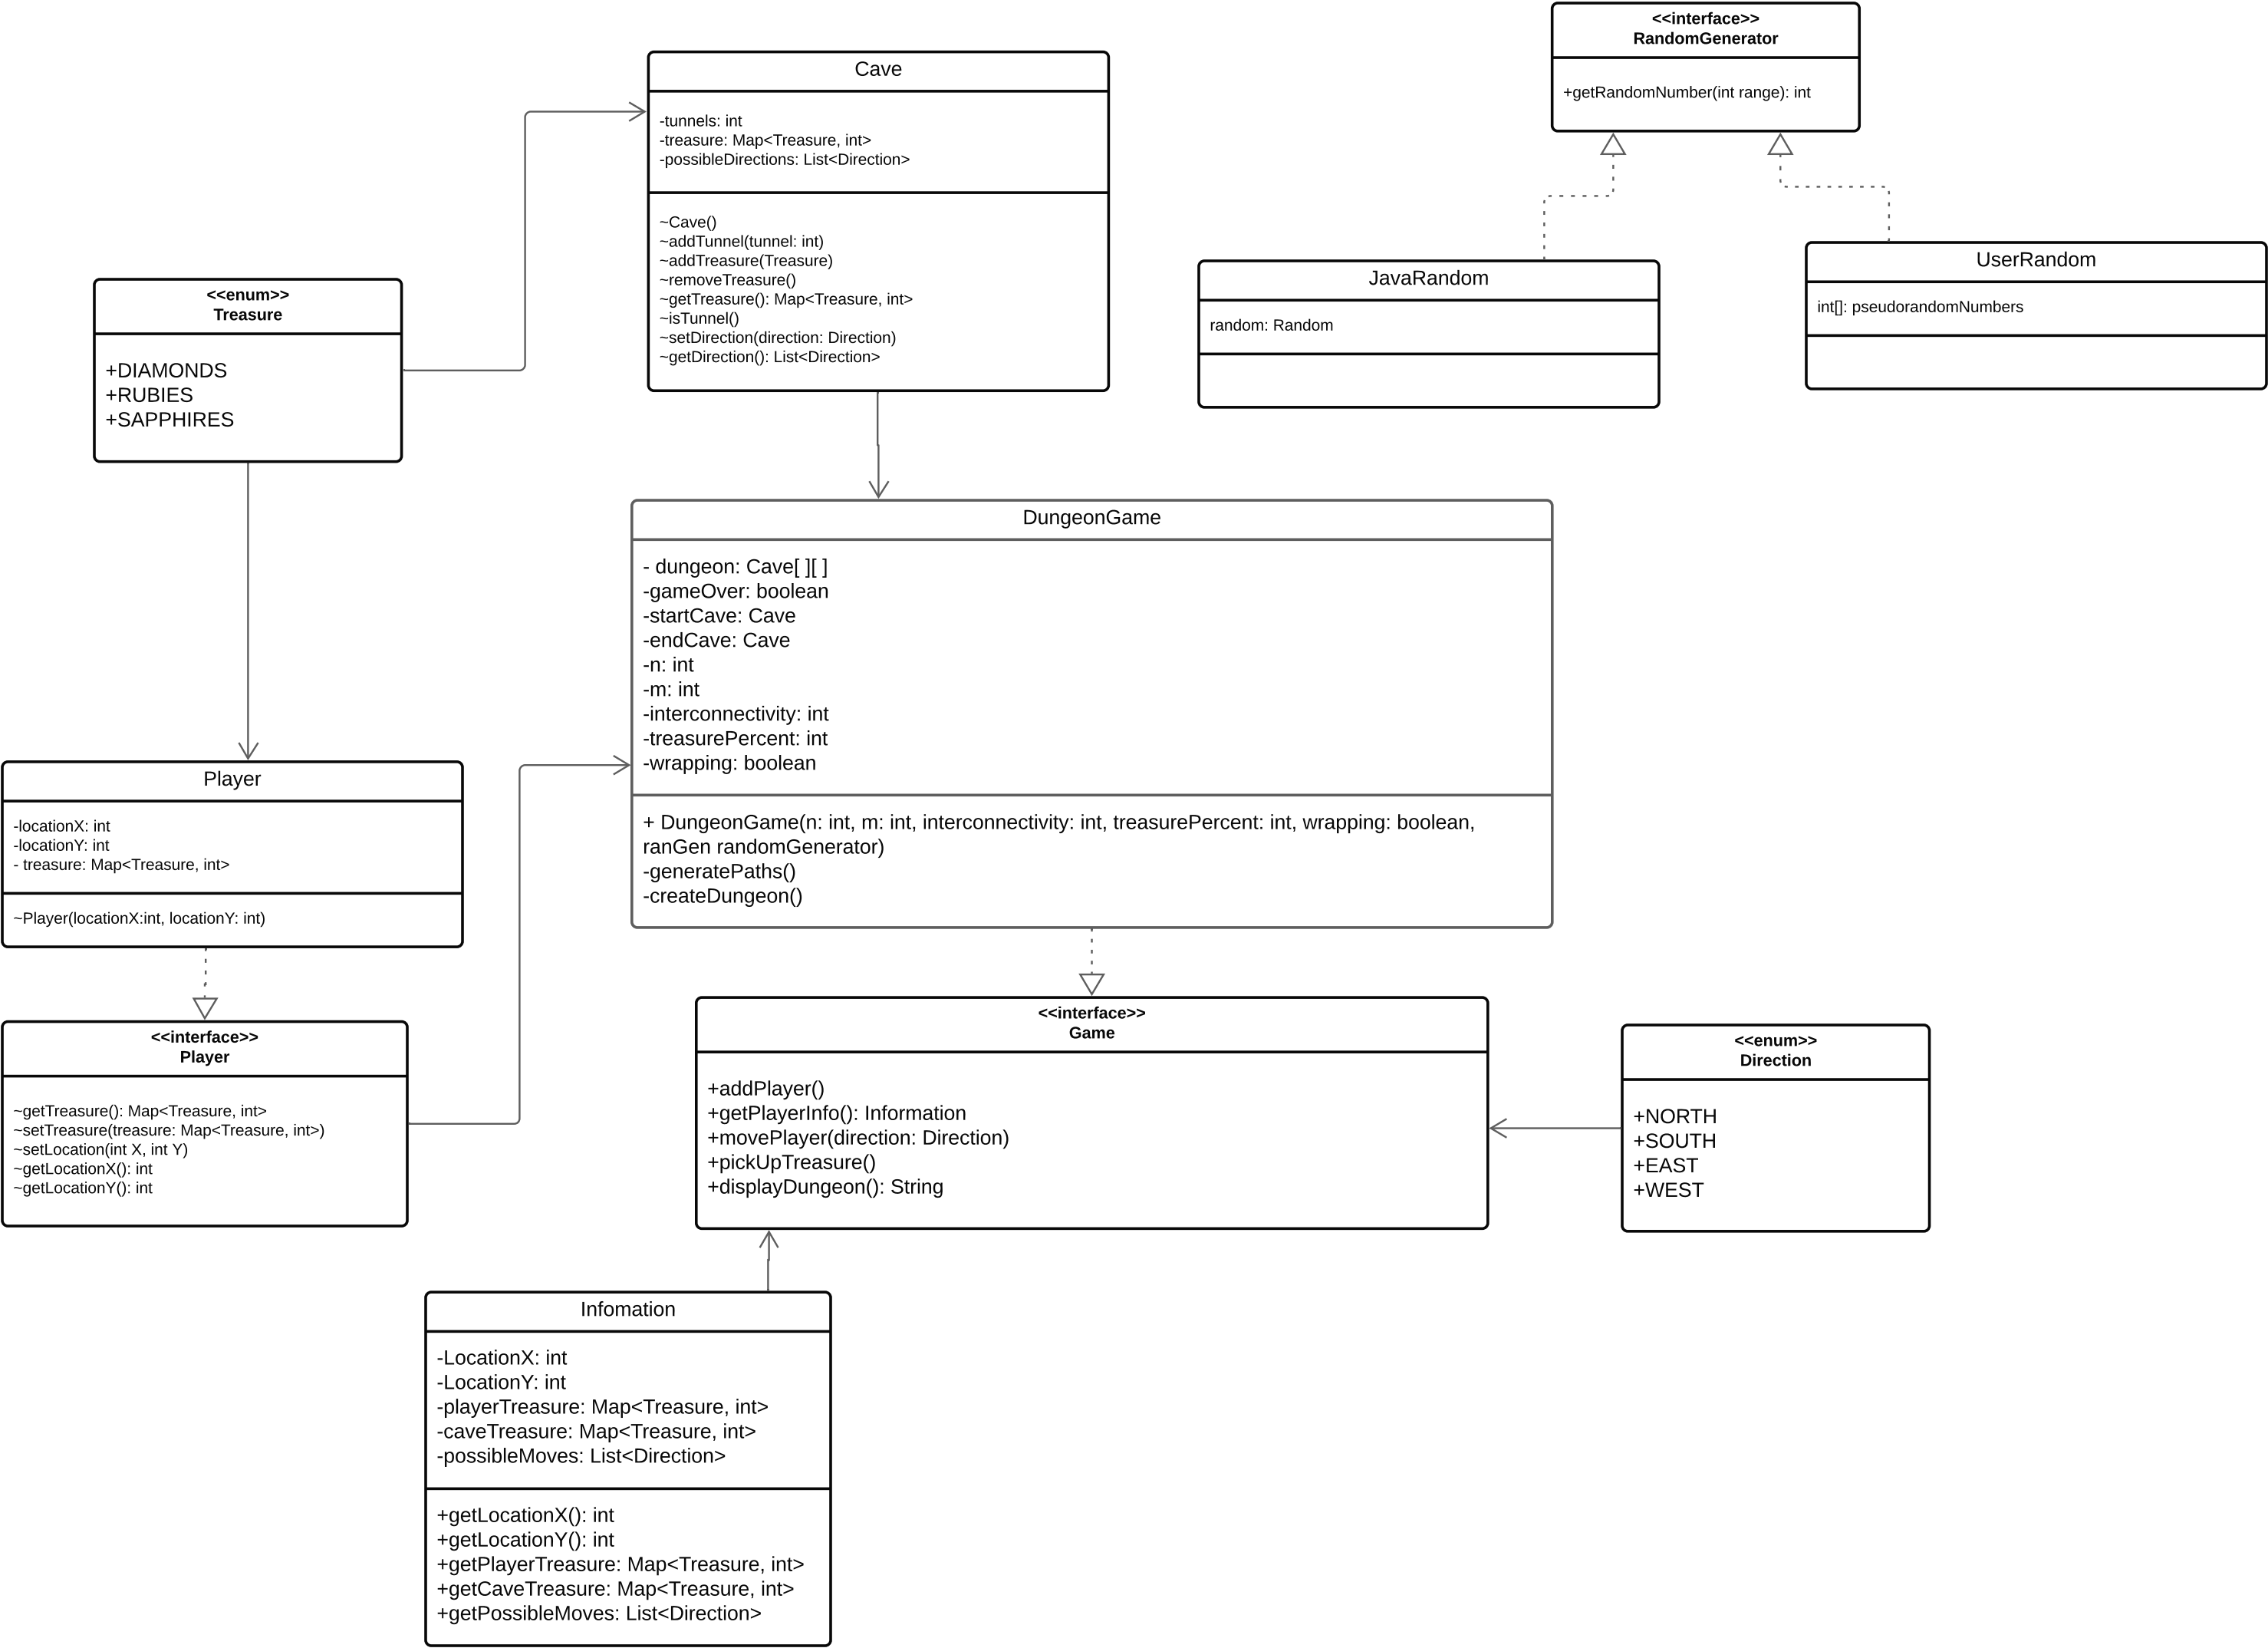 <<interface>>
RandomGenerator
+getRandomNumber(int range): int
Cave
-tunnels: int
-treasure: Map<Treasure, int>
-possibleDirections: List<Direction>
~Cave()
~addTunnel(tunnel: int)
~addTreasure(Treasure)
~removeTreasure()
~getTreasure(): Map<Treasure, int>
~isTunnel()
~setDirection(direction: Direction)
~getDirection(): List<Direction>
JavaRandom
random: Random
UserRandom
int[]: pseudorandomNumbers
<<enum>>
Treasure
+DIAMONDS
+RUBIES
+SAPPHIRES
DungeonGame
- dungeon: Cave[ ][ ]
-gameOver: boolean
-startCave: Cave
-endCave: Cave
-n: int
-m: int
-interconnectivity: int
-treasurePercent: int
-wrapping: boolean
+ DungeonGame(n: int, m: int, interconnectivity: int, treasurePercent: int, wrapping: boolean,
ranGen randomGenerator)
-generatePaths()
-createDungeon()
Player
-locationX: int
-locationY: int
- treasure: Map<Treasure, int>
~Player(locationX:int, locationY: int)
<<interface>>
Player
~getTreasure(): Map<Treasure, int>
~setTreasure(treasure: Map<Treasure, int>)
~setLocation(int X, int Y)
~getLocationX(): int
~getLocationY(): int
<<interface>>
Game
+addPlayer()
+getPlayerInfo(): Information
+movePlayer(direction: Direction)
+pickUpTreasure()
+displayDungeon(): String
<<enum>>
Direction
+NORTH
+SOUTH
+EAST
+WEST
Infomation
-LocationX: int
-LocationY: int
-playerTreasure: Map<Treasure, int>
-caveTreasure: Map<Treasure, int>
-possibleMoves: List<Direction>
+getLocationX(): int
+getLocationY(): int
+getPlayerTreasure: Map<Treasure, int>
+getCaveTreasure: Map<Treasure, int>
+getPossibleMoves: List<Direction>